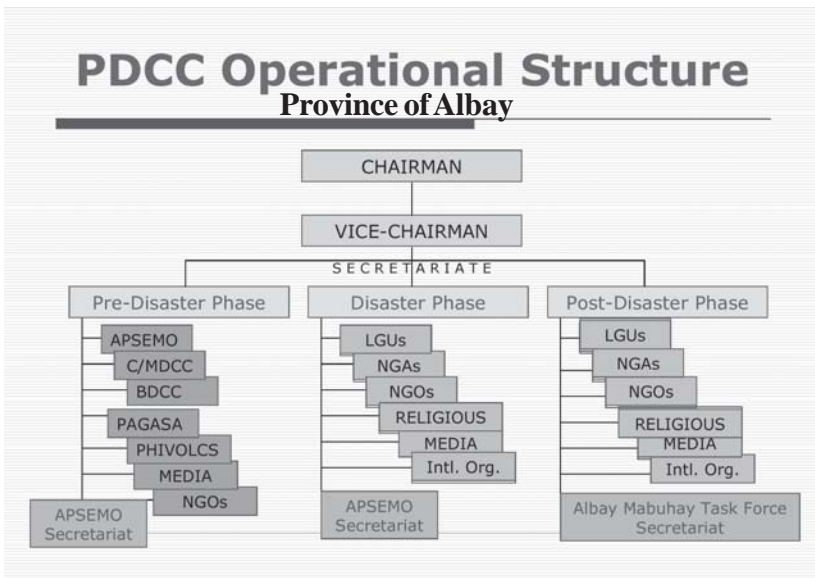 PDCC Operational Structure
Province of Albay
CHAIRMAN
VICE-CHAIRMAN
SECRETARIATE
Pre-Disaster Phase
APSEMO
C/MDCC
BDCC
PAGASA
PHIVOLCS
MEDIA
NGOs
APSEMO
Secretariat
Disaster Phase
LGUs
NGAs
NGOs
RELIGIOUS
MEDIA
Intl. Org.
APSEMO
Secretariat
Post-Disaster Phase
LGUs
NGAs
NGOs
RELIGIOUS
MEDIA
Intl. Org.
Albay Mabuhay Task Force
Secretariat